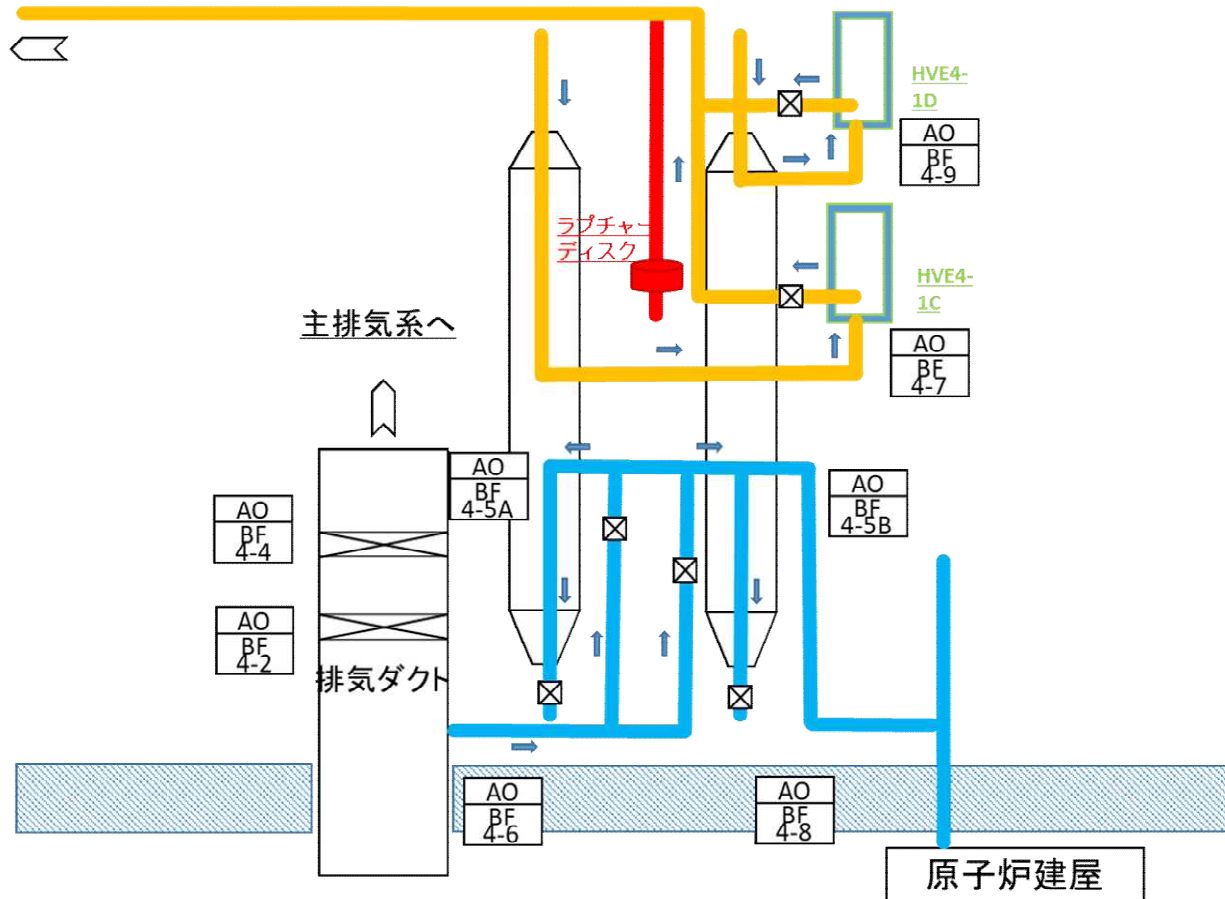 HVE4-
1D
AO
BF
4-9
ラプチャー
ディスク
HVE4-
1C
主排気系へ
AO
BF
4-7
AO
BF
4-5A
AO
BF
4-5B
AO
BF
4-4
AO
BF
4-2
排気ダクト
AO
BF
4-6
AO
BF
4-8
原子炉建屋